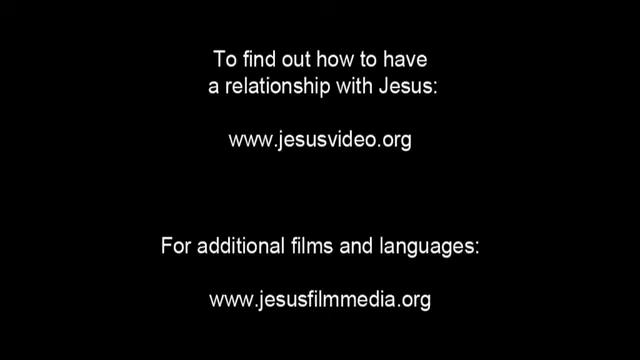 To find out how to have
a relationship with Jesus:
www.jesusvideo.org
For additional films and languages:
www.jesusfilmmedia.org